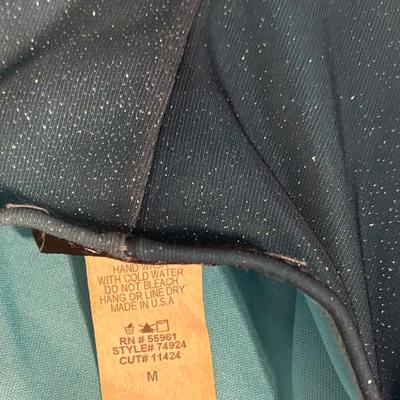 HAND WASH
WITH COLD WATER
DO NOT BLEACH
HANG OR LINE DRY
MADE IN U.S.A
RN # 55961
STYLE# 74924
CUT# 11424
M